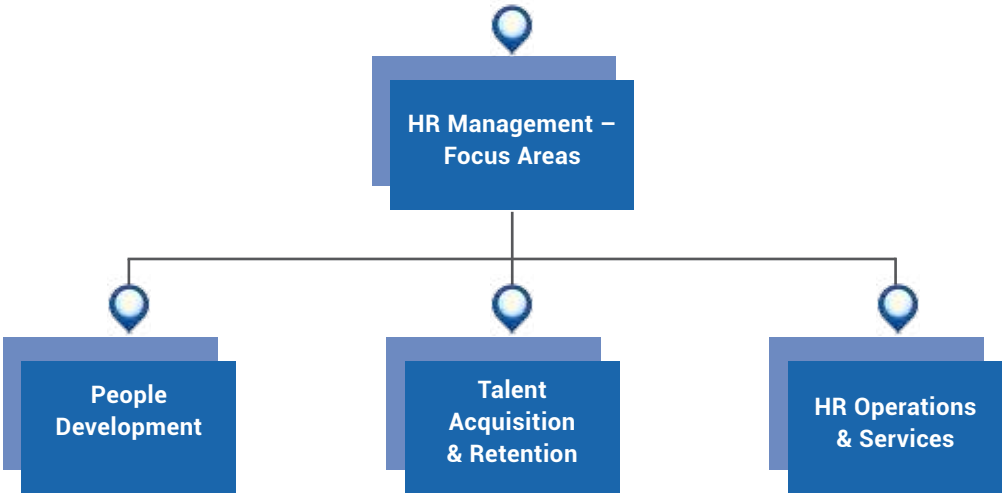 HR Management –
Focus Areas
People
Development
Talent
Acquisition
& Retention
HR Operations
& Services